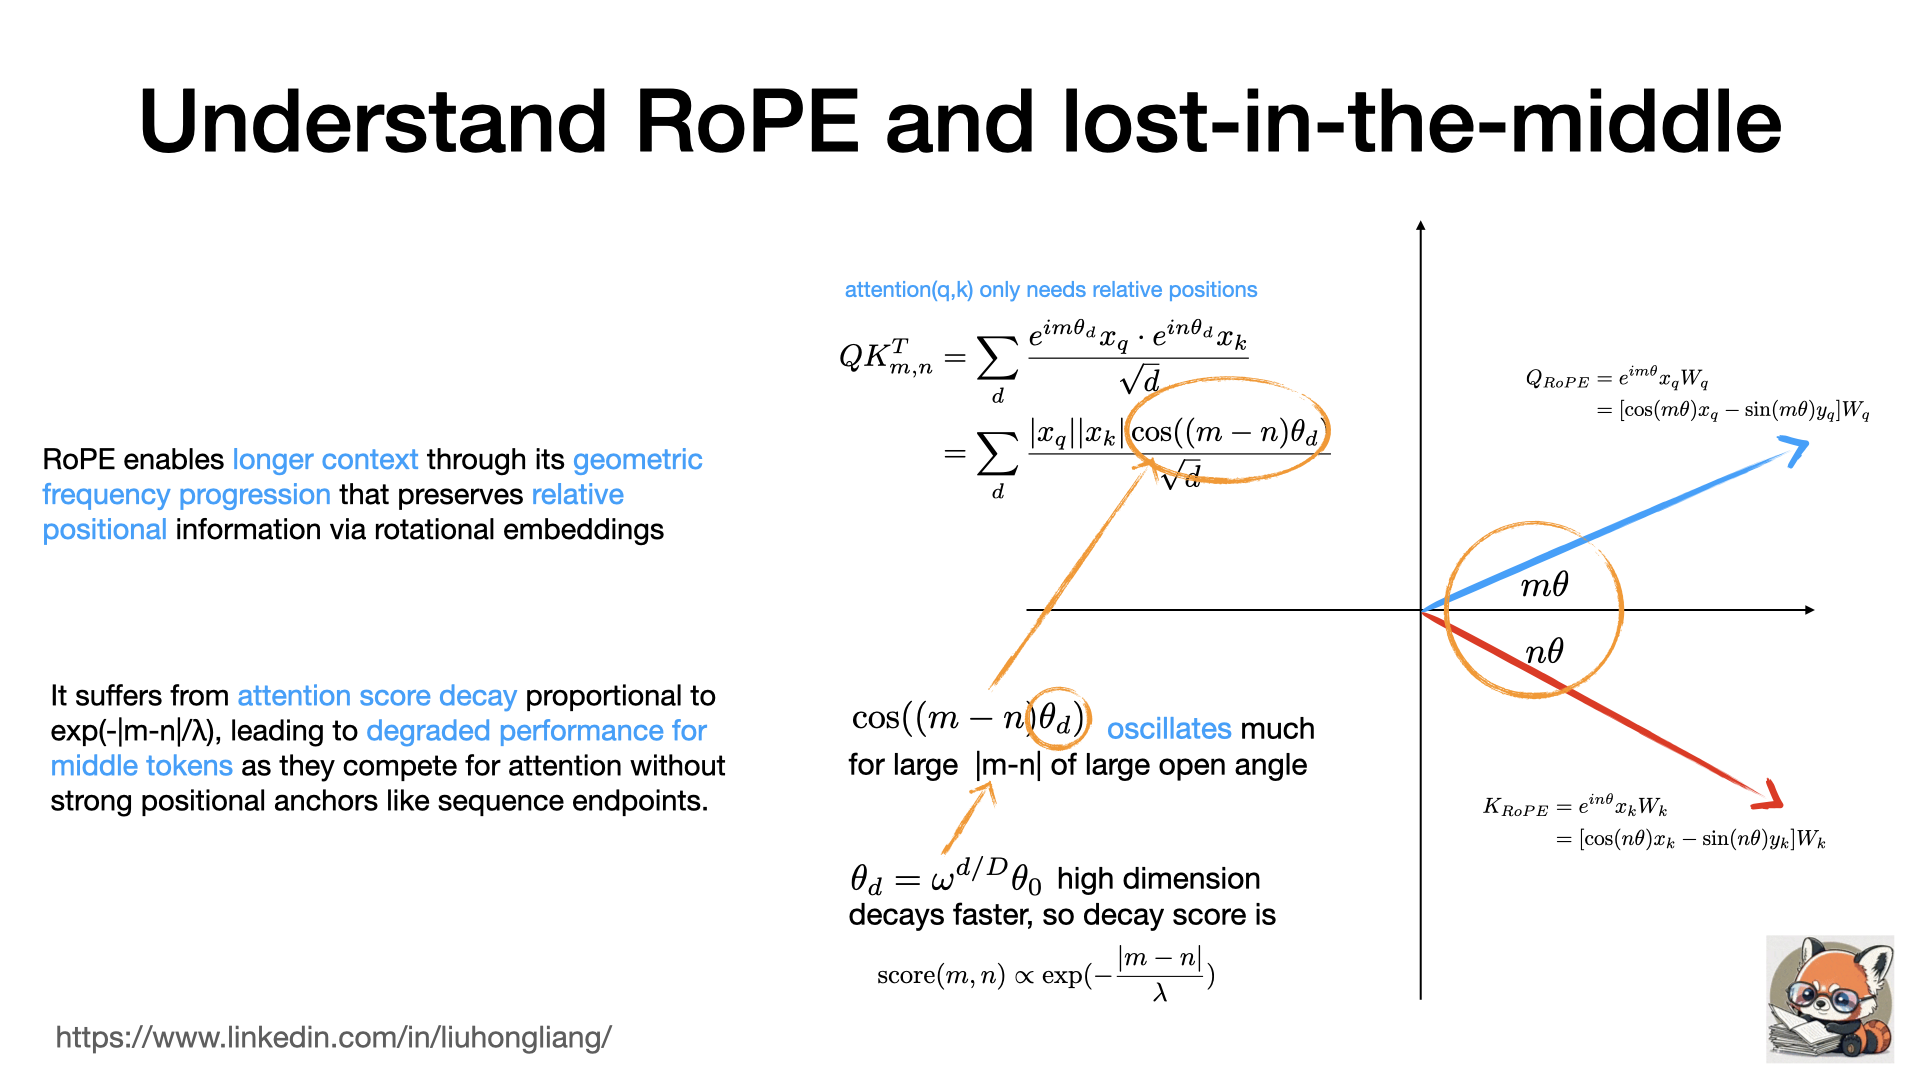 Understand RoPE and lost-in-the-middle
RoPE enables longer context through its geometric
frequency progression that preserves relative
positional information via rotational embeddings
It suffers from attention score decay proportional to
exp(-|m-n|/λ), leading to degraded performance for
middle tokens as they compete for attention without
strong positional anchors like sequence endpoints.
attention(q,k) only needs relative positions
$QK^T_{m,n} = \sum_d \frac{e^{im\theta_d} x_q \cdot e^{in\theta_d} x_k}{\sqrt{d}}$
$= \sum_d \frac{|x_q||x_k|\cos((m-n)\theta_d)}{\sqrt{d}}$
$\cos((m-n)\theta_d)$ oscillates much
for large |m-n| of large open angle
$\theta_d = \omega^{d/D}\theta_0$ high dimension
decays faster, so decay score is
$\text{score}(m,n) \propto \exp(-\frac{|m-n|}{\lambda})$
$Q_{RoPE} = e^{im\theta} x_q W_q$
$= [\cos(m\theta)x_q - \sin(m\theta)y_q]W_q$
$m\theta$
$n\theta$
$K_{RoPE} = e^{in\theta} x_k W_k$
$= [\cos(n\theta)x_k - \sin(n\theta)y_k]W_k$
https://www.linkedin.com/in/liuhongliang/